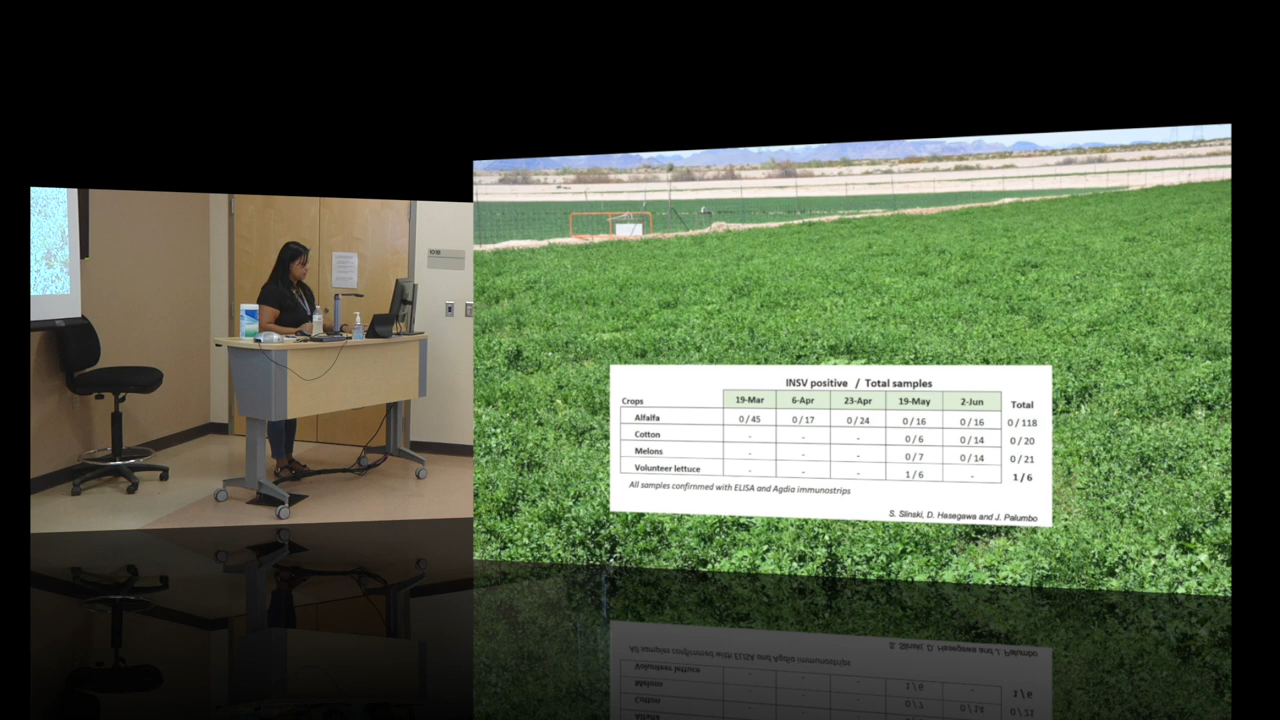 INSV positive / Total samples
Crops 19-Mar 6-Apr 23-Apr 19-May 2-Jun Total
Alfalfa 0 / 45 0 / 17 0 / 24 0 / 16 0 / 16 0 / 118
Cotton - - - 0 / 6 0 / 14 0 / 20
Melons - - - 0 / 7 0 / 14 0 / 21
Volunteer lettuce - - - 1 / 6 - 1 / 6
All samples confirmed with ELISA and Agdia immunostrips
S. Slinski, D. Hasegawa and J. Palumbo